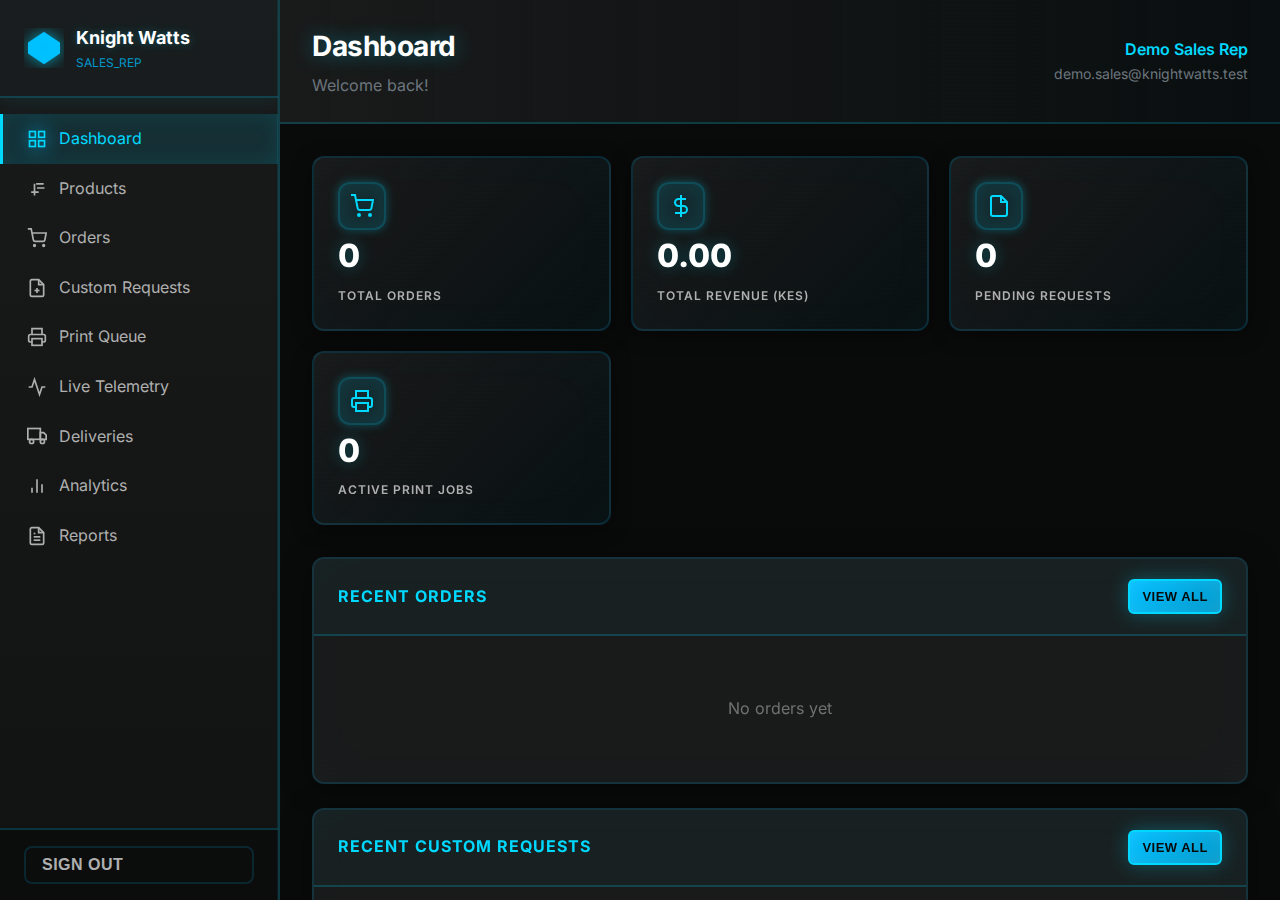 Knight Watts
SALES_REP
Dashboard
Products
Orders
Custom Requests
Print Queue
Live Telemetry
Deliveries
Analytics
Reports
SIGN OUT
Dashboard
Welcome back!
Demo Sales Rep
demo.sales@knightwatts.test
0
TOTAL ORDERS
0.00
TOTAL REVENUE (KES)
0
PENDING REQUESTS
0
ACTIVE PRINT JOBS
RECENT ORDERS
VIEW ALL
No orders yet
RECENT CUSTOM REQUESTS
VIEW ALL